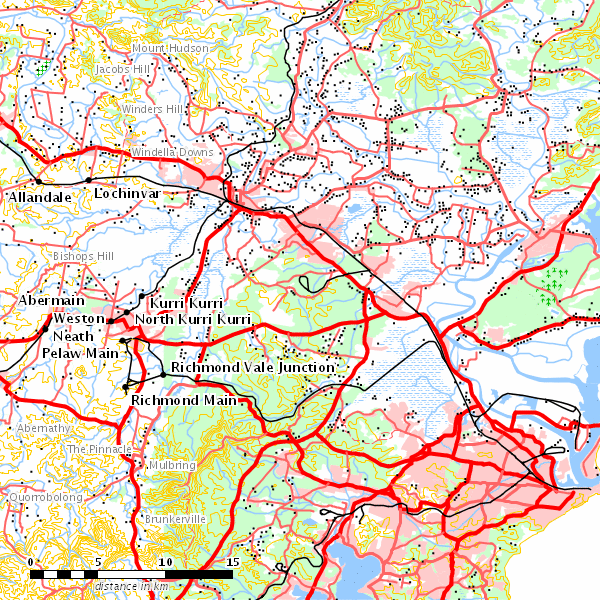 Mount Hudson
Jacobs Hill
Winders Hill
Windella Downs
Allandale
Lochinvar
Bishops Hill
Abermain
Kurri Kurri
Weston
North Kurri Kurri
Neath
Pelaw Main
Richmond Vale Junction
Richmond Main
Abernathy
The Pinnacle
Mulbring
Quorrobolong
Brunkerville
0 5 10 15
distance in km